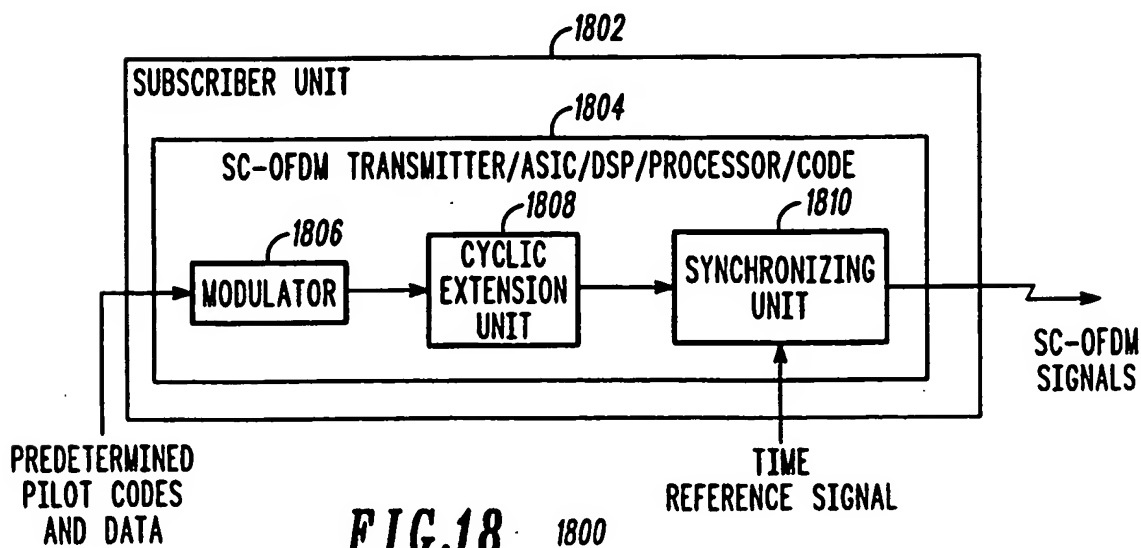 1802
SUBSCRIBER UNIT
1804
SC-OFDM TRANSMITTER/ASIC/DSP/PROCESSOR/CODE
1806
MODULATOR
1808
CYCLIC
EXTENSION
UNIT
1810
SYNCHRONIZING
UNIT
SC-OFDM
SIGNALS
PREDETERMINED
PILOT CODES
AND DATA
TIME
REFERENCE SIGNAL
FIG.18 1800